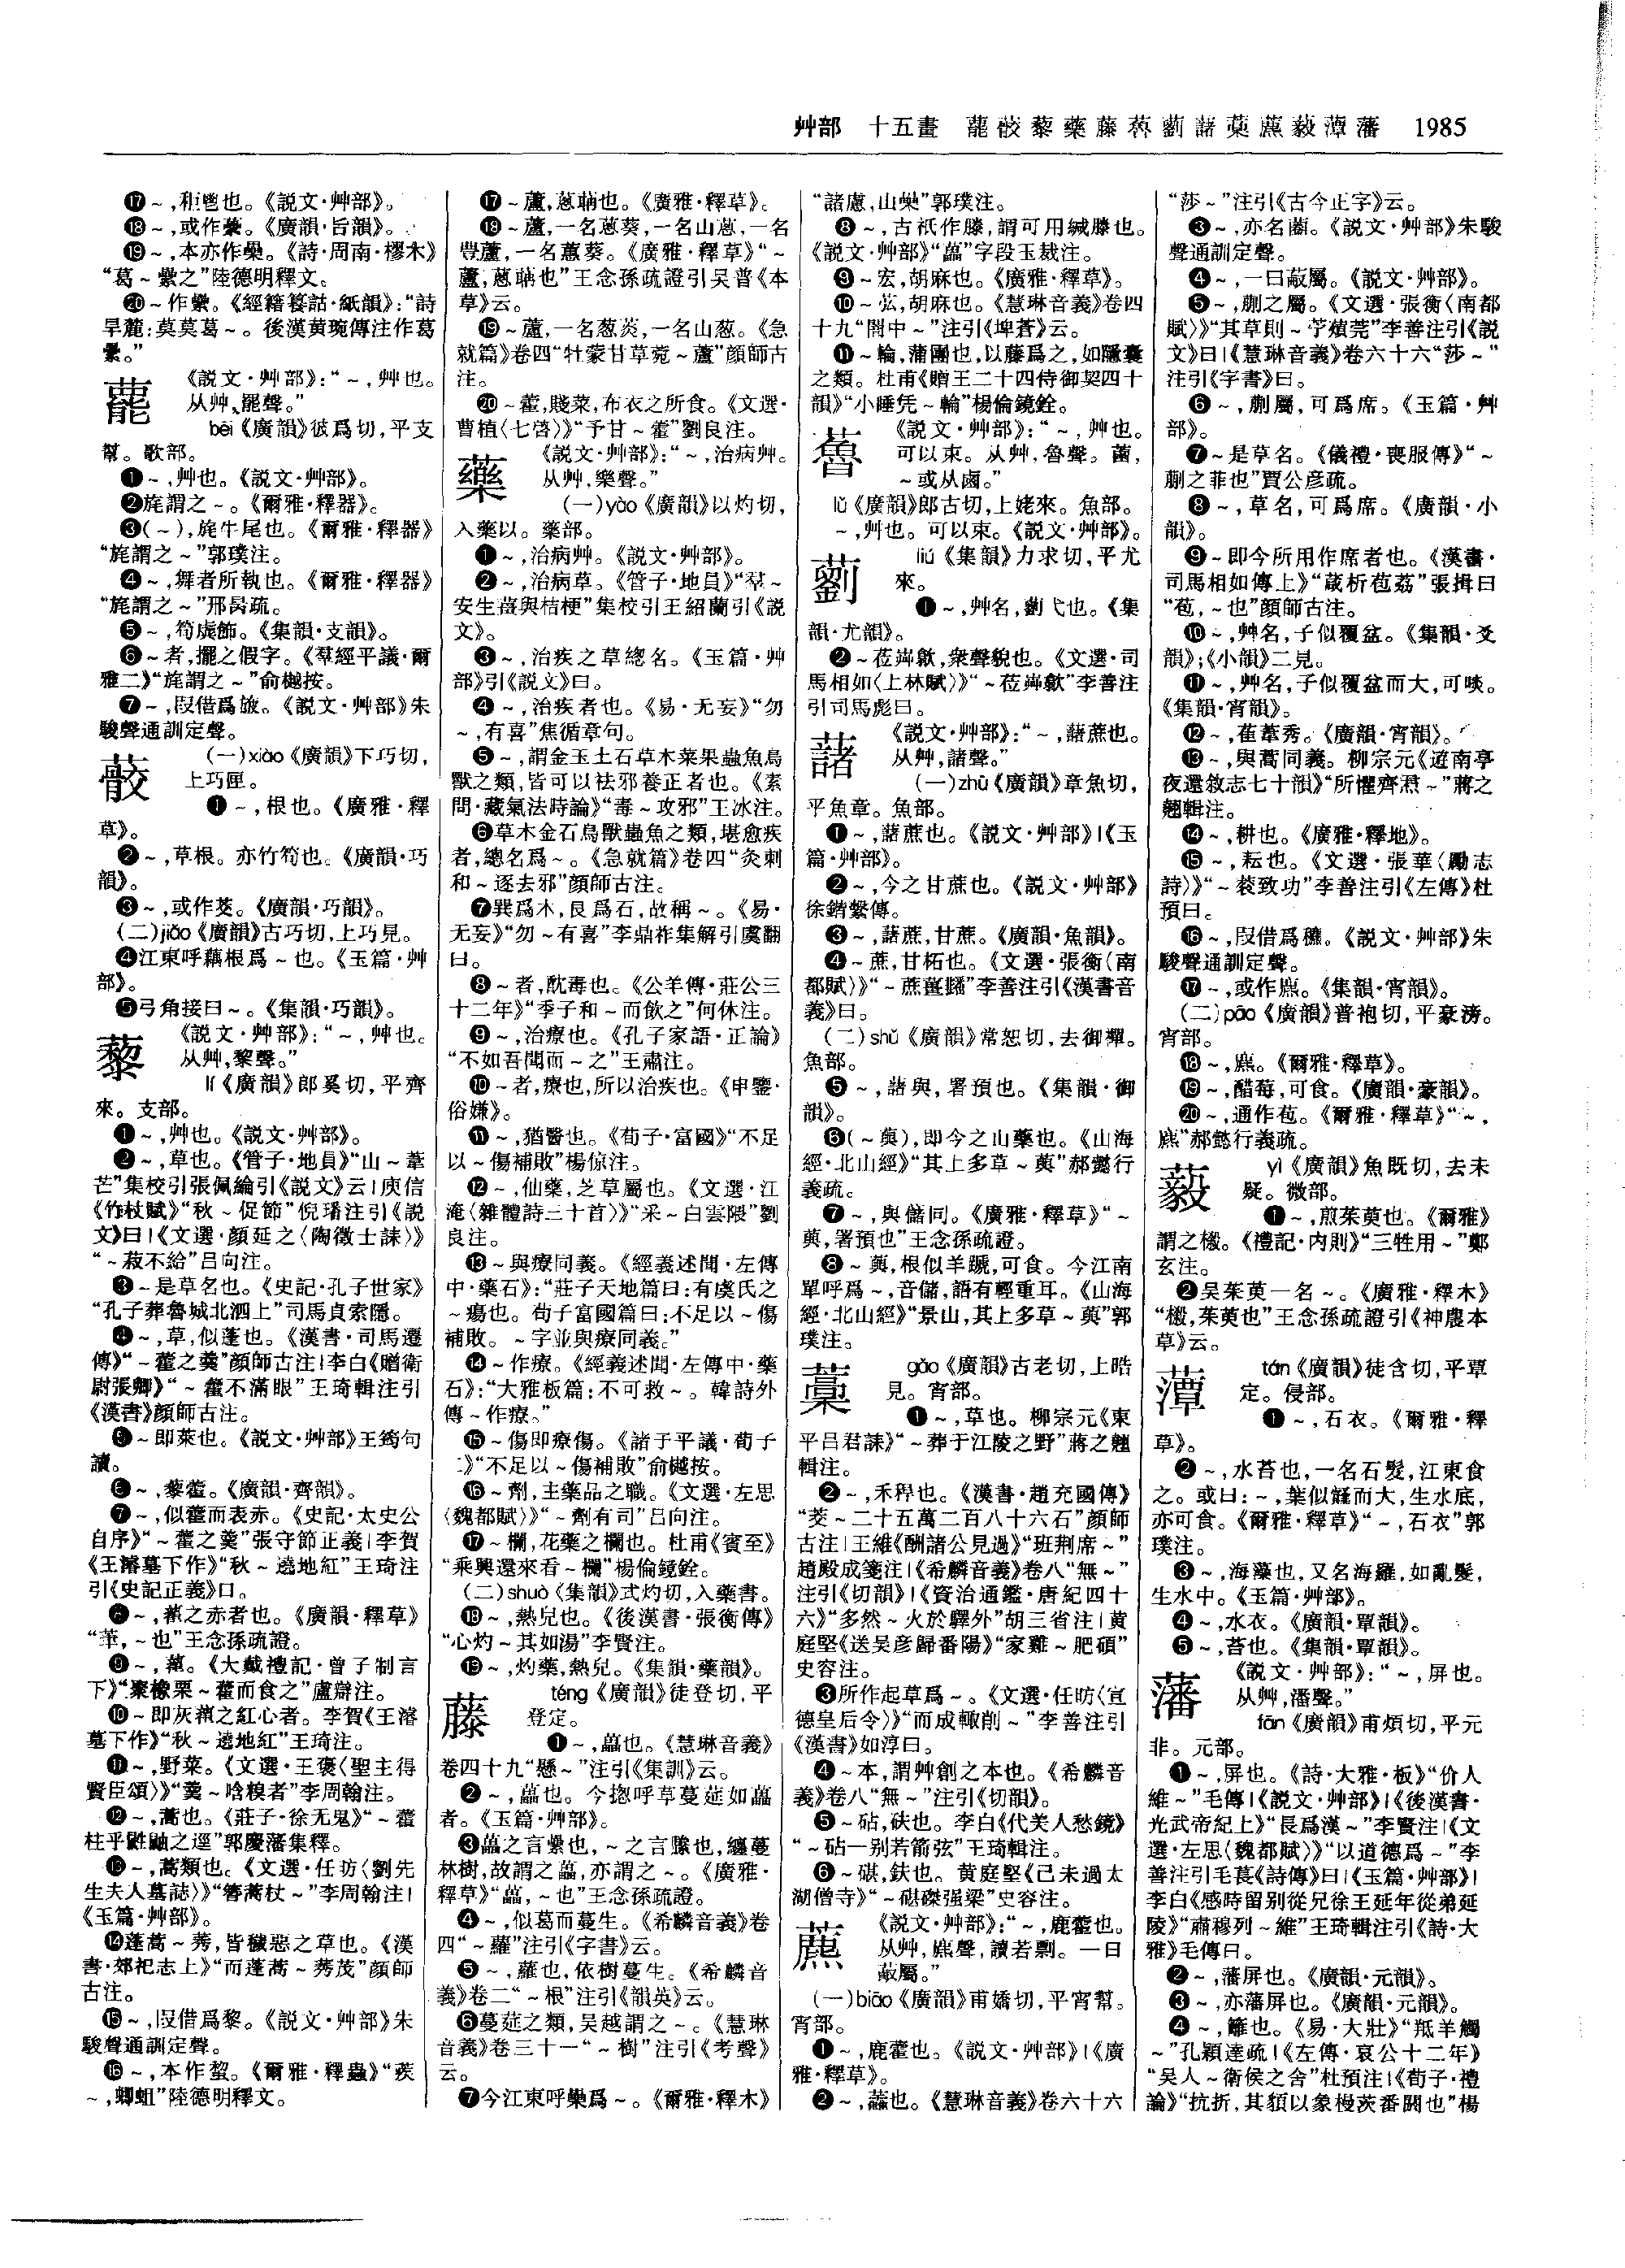 艸部 十五畫 藣䕧藜藥藤蘆藰藷藁藨藙藫藩 1985
⓱~,秬鬯也。《説文·艸部》。
⓲~,或作虆。《廣韻·旨韻》。
⓳~,本亦作虆。《詩·周南·樛木》
“葛~纍之”陸德明釋文。
⓴~作纍。《經籍籑詁·紙韻》:“詩
旱麓:莫莫葛~。後漢黄琬傳注作葛
纍。”
藣
《説文·艸部》:“~,艸也。
从艸,罷聲。”
bēi《廣韻》彼爲切,平支
幫。歌部。
❶~,艸也。《説文·艸部》。
❷旄謂之~。《爾雅·釋器》。
❸(~),旄牛尾也。《爾雅·釋器》
“旄謂之~”郭璞注。
❹~,舞者所執也。《爾雅·釋器》
“旄謂之~”邢昺疏。
❺~,筍虡飾。《集韻·支韻》。
❻~者,擺之假字。《羣經平議·爾
雅二》“旄謂之~”俞樾按。
❼~,叚借爲旇。《説文·艸部》朱
駿聲通訓定聲。
(一)xiào《廣韻》下巧切,
上巧匣。
❶~,根也。《廣雅·釋
草》。
❷~,草根。亦竹筍也。《廣韻·巧
韻》。
❸~,或作茭。《廣韻·巧韻》。
(二)jiǎo《廣韻》古巧切,上巧見。
❹江東呼藕根爲~也。《玉篇·艸
部》。
❺弓角接曰~。《集韻·巧韻》。
藜
《説文·艸部》:“~,艸也。
从艸,黎聲。”
lí《廣韻》郎奚切,平齊
來。支部。
❶~,艸也。《説文·艸部》。
❷~,草也。《管子·地員》“山~葦
芒”集校引張佩綸引《説文》云|庾信
《竹杖賦》“秋~促節”倪璠注引《説
文》曰|《文選·顔延之〈陶徵士誄〉》
“~菽不給”吕向注。
❸~是草名也。《史記·孔子世家》
“孔子葬魯城北泗上”司馬貞索隱。
❹~,草,似蓬也。《漢書·司馬遷
傳》“~藿之羹”顔師古注|李白《贈衛
尉張卿》“~藿不滿眼”王琦輯注引
《漢書》顔師古注。
❺~即萊也。《説文·艸部》王筠句
讀。
❻~,藜藿。《廣韻·齊韻》。
❼~,似藿而表赤。《史記·太史公
自序》“~藿之羹”張守節正義|李賀
《王濬墓下作》“秋~遶地紅”王琦注
引《史記正義》曰。
❽~,蔾之赤者也。《廣韻·釋草》
“莑,~也”王念孫疏證。
❾~,藋。《大戴禮記·曾子制言
下》“聚橡栗~藿而食之”盧辯注。
❿~即灰藋之紅心者。李賀《王濬
墓下作》“秋~遶地紅”王琦注。
⓫~,野菜。《文選·王褒〈聖主得
賢臣頌〉》“羹~唅糗者”李周翰注。
⓬~,蒿也。《莊子·徐无鬼》“~藋
柱乎鼪鼬之逕”郭慶藩集釋。
⓭~,蒿類也。《文選·任昉〈劉先
生夫人墓誌〉》“簪蒿杖~”李周翰注|
《玉篇·艸部》。
⓮蓬蒿~莠,皆穢惡之草也。《漢
書·郊祀志上》“而蓬蒿~莠茂”顔師
古注。
⓯~,叚借爲黎。《説文·艸部》朱
駿聲通訓定聲。
⓰~,本作蟍。《爾雅·釋蟲》“蒺
~,蝍蛆”陸德明釋文。
⓱~蘆,蔥𦼮也。《廣雅·釋草》。
⓲~蘆,一名蔥葵,一名山蔥,一名
豐蘆,一名蕙葵。《廣雅·釋草》“~
蘆,蔥𦼮也”王念孫疏證引吴普《本
草》云。
⓳~蘆,一名葱苒,一名山葱。《急
就篇》卷四“牡蒙甘草菀~蘆”顔師古
注。
⓴~藿,賤菜,布衣之所食。《文選·
曹植〈七啓〉》“予甘~藿”劉良注。
藥
《説文·艸部》:“~,治病艸。
从艸,樂聲。”
(一)yào《廣韻》以灼切,
入藥以。藥部。
❶~,治病艸。《説文·艸部》。
❷~,治病草。《管子·地員》“羣~
安生薑與桔梗”集校引王紹蘭引《説
文》。
❸~,治疾之草總名。《玉篇·艸
部》引《説文》曰。
❹~,治疾者也。《易·无妄》“勿
~,有喜”焦循章句。
❺~,謂金玉土石草木菜果蟲魚鳥
獸之類,皆可以祛邪養正者也。《素
問·藏氣法時論》“毒~攻邪”王冰注。
❻草木金石鳥獸蟲魚之類,堪愈疾
者,總名爲~。《急就篇》卷四“灸刺
和~逐去邪”顔師古注。
❼巽爲木,艮爲石,故稱~。《易·
无妄》“勿~有喜”李鼎祚集解引虞翻
曰。
❽~者,酖毒也。《公羊傳·莊公三
十二年》“季子和~而飲之”何休注。
❾~,治療也。《孔子家語·正論》
“不如吾聞而~之”王肅注。
❿~者,療也,所以治疾也。《申鑒·
俗嫌》。
⓫~,猶醫也。《荀子·富國》“不足
以~傷補敗”楊倞注。
⓬~,仙藥,芝草屬也。《文選·江
淹〈雜體詩三十首〉》“采~白雲隈”劉
良注。
⓭~與療同義。《經義述聞·左傳
中·藥石》:“莊子天地篇曰:有虞氏之
~瘍也。荀子富國篇曰:不足以~傷
補敗。~字並與療同義。”
⓮~作療。《經義述聞·左傳中·藥
石》:“大雅板篇:不可救~。韓詩外
傳~作療。”
⓯~傷即療傷。《諸子平議·荀子
二》“不足以~傷補敗”俞樾按。
⓰~劑,主藥品之職。《文選·左思
〈魏都賦〉》“~劑有司”吕向注。
⓱~欄,花藥之欄也。杜甫《賓至》
“乘興還來看~欄”楊倫鏡銓。
(二)shuò《集韻》式灼切,入藥書。
⓲~,熱皃也。《後漢書·張衡傳》
“心灼~其如湯”李賢注。
⓳~,灼藥,熱皃。《集韻·藥韻》。
藤
téng《廣韻》徒登切,平
登定。
❶~,藟也。《慧琳音義》
卷四十九“懸~”注引《集訓》云。
❷~,藟也。今揔呼草蔓莚如藟
者。《玉篇·艸部》。
❸藟之言纍也,~之言縢也,纏蔓
林樹,故謂之藟,亦謂之~。《廣雅·
釋草》“藟,~也”王念孫疏證。
❹~,似葛而蔓生。《希麟音義》卷
四“~蘿”注引《字書》云。
❺~,蘿也,依樹蔓生。《希麟音
義》卷二“~根”注引《韻英》云。
❻蔓莚之類,吴越謂之~。《慧琳
音義》卷三十一“~樹”注引《考聲》
云。
❼今江東呼虆爲~。《爾雅·釋木》
“諸慮,山櫐”郭璞注。
❽~,古祇作縢,謂可用緘縢也。
《説文·艸部》“藟”字段玉裁注。
❾~宏,胡麻也。《廣雅·釋草》。
❿~弦,胡麻也。《慧琳音義》卷四
十九“閒中~”注引《埤蒼》云。
⓫~輪,蒲團也,以藤爲之,如隱囊
之類。杜甫《贈王二十四侍御契四十
韻》“小睡凭~輪”楊倫鏡銓。
《説文·艸部》:“~,艸也。
可以束。从艸,魯聲。蓾,
~或从鹵。”
lǔ《廣韻》郎古切,上姥來。魚部。
~,艸也。可以束。《説文·艸部》。
藰
liú《集韻》力求切,平尤
來。
❶~,艸名,藰弋也。《集
韻·尤韻》。
❷~莅㟁歙,衆聲貌也。《文選·司
馬相如〈上林賦〉》“~莅㟁歙”李善注
引司馬彪曰。
藷
《説文·艸部》:“~,藷蔗也。
从艸,諸聲。”
(一)zhū《廣韻》章魚切,
平魚章。魚部。
❶~,藷蔗也。《説文·艸部》|《玉
篇·艸部》。
❷~,今之甘蔗也。《説文·艸部》
徐鍇繫傳。
❸~,藷蔗,甘蔗。《廣韻·魚韻》。
❹~蔗,甘柘也。《文選·張衡〈南
都賦〉》“~蔗薑䪤”李善注引《漢書音
義》曰。
(二)shǔ《廣韻》常恕切,去御禪。
魚部。
❺~,藷與,署預也。《集韻·御
韻》。
❻(~藇),即今之山藥也。《山海
經·北山經》“其上多草~藇”郝懿行
義疏。
❼~,與儲同。《廣雅·釋草》“~
藇,署預也”王念孫疏證。
❽~藇,根似羊蹏,可食。今江南
單呼爲~,音儲,語有輕重耳。《山海
經·北山經》“景山,其上多草~藇”郭
璞注。
藁
gǎo《廣韻》古老切,上晧
見。宵部。
❶~,草也。柳宗元《東
平吕君誄》“~葬于江陵之野”蔣之翹
輯注。
❷~,禾稈也。《漢書·趙充國傳》
“茭~二十五萬二百八十六石”顔師
古注|王維《酬諸公見過》“班荆席~”
趙殿成箋注|《希麟音義》卷八“無~”
注引《切韻》|《資治通鑑·唐紀四十
六》“多然~火於驛外”胡三省注|黄
庭堅《送吴彦歸番陽》“家雞~肥碩”
史容注。
❸所作起草爲~。《文選·任昉〈宣
德皇后令〉》“而成輒削~”李善注引
《漢書》如淳曰。
❹~本,謂艸創之本也。《希麟音
義》卷八“無~”注引《切韻》。
❺~砧,砆也。李白《代美人愁鏡》
“~砧一别若箭弦”王琦輯注。
❻~碪,鈇也。黄庭堅《己未過太
湖僧寺》“~碪磔强梁”史容注。
藨
《説文·艸部》:“~,鹿藿也。
从艸,麃聲,讀若剽。一曰
蔽屬。”
(一)biāo《廣韻》甫嬌切,平宵幫。
宵部。
❶~,鹿藿也。《説文·艸部》|《廣
雅·釋草》。
❷~,蔖也。《慧琳音義》卷六十六
“莎~”注引《古今正字》云。
❸~,亦名藨。《説文·艸部》朱駿
聲通訓定聲。
❹~,一曰蔽屬。《説文·艸部》。
❺~,蒯之屬。《文選·張衡〈南都
賦〉》“其草則~苧薠莞”李善注引《説
文》曰|《慧琳音義》卷六十六“莎~”
注引《字書》曰。
❻~,蒯屬,可爲席。《玉篇·艸
部》。
❼~是草名。《儀禮·喪服傳》“~
蒯之菲也”賈公彦疏。
❽~,草名,可爲席。《廣韻·小
韻》。
❾~即今所用作席者也。《漢書·
司馬相如傳上》“葴析苞荔”張揖曰
“苞,~也”顔師古注。
❿~,艸名,子似覆盆。《集韻·爻
韻》;《小韻》二見。
⓫~,艸名,子似覆盆而大,可啖。
《集韻·宵韻》。
⓬~,萑葦秀。《廣韻·宵韻》。
⓭~,與蔍同義。柳宗元《遊南亭
夜還敘志七十韻》“所懼齊焄~”蔣之
翹輯注。
⓮~,耕也。《廣雅·釋地》。
⓯~,耘也。《文選·張華〈勵志
詩〉》“~蔉致功”李善注引《左傳》杜
預曰。
⓰~,叚借爲穮。《説文·艸部》朱
駿聲通訓定聲。
⓱~,或作麃。《集韻·宵韻》。
(二)pāo《廣韻》普袍切,平豪滂。
宵部。
⓲~,麃。《爾雅·釋草》。
⓳~,醋莓,可食。《廣韻·豪韻》。
⓴~,通作苞。《爾雅·釋草》“~,
麃”郝懿行義疏。
藙
yì《廣韻》魚既切,去未
疑。微部。
❶~,煎茱萸也。《爾雅》
謂之樧。《禮記·内則》“三牲用~”鄭
玄注。
❷吴茱萸一名~。《廣雅·釋木》
“樧,茱萸也”王念孫疏證引《神農本
草》云。
藫
tán《廣韻》徒含切,平覃
定。侵部。
❶~,石衣。《爾雅·釋
草》。
❷~,水苔也,一名石髮,江東食
之。或曰:~,葉似䪥而大,生水底,
亦可食。《爾雅·釋草》“~,石衣”郭
璞注。
❸~,海藻也,又名海羅,如亂髮,
生水中。《玉篇·艸部》。
❹~,水衣。《廣韻·覃韻》。
❺~,苔也。《集韻·覃韻》。
藩
《説文·艸部》:“~,屏也。
从艸,潘聲。”
fān《廣韻》甫煩切,平元
非。元部。
❶~,屏也。《詩·大雅·板》“价人
維~”毛傳|《説文·艸部》|《後漢書·
光武帝紀上》“長爲漢~”李賢注|《文
選·左思〈魏都賦〉》“以道德爲~”李
善注引毛萇《詩傳》曰|《玉篇·艸部》|
李白《感時留别從兄徐王延年從弟延
陵》“肅穆列~維”王琦輯注引《詩·大
雅》毛傳曰。
❷~,藩屏也。《廣韻·元韻》。
❸~,亦藩屏也。《廣韻·元韻》。
❹~,籬也。《易·大壯》“羝羊觸
~”孔穎達疏|《左傳·哀公十二年》
“吴人~衛侯之舍”杜預注|《荀子·禮
論》“抗折,其䫉以象槾茨番闕也”楊